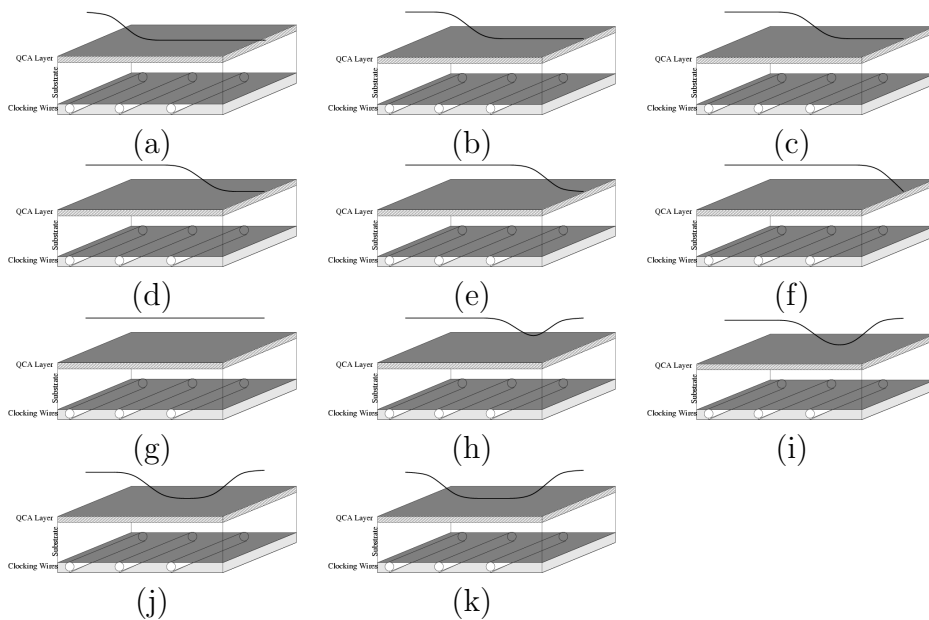 QCA Layer
Substrate
Clocking Wires
(a)
QCA Layer
Substrate
Clocking Wires
(b)
QCA Layer
Substrate
Clocking Wires
(c)
QCA Layer
Substrate
Clocking Wires
(d)
QCA Layer
Substrate
Clocking Wires
(e)
QCA Layer
Substrate
Clocking Wires
(f)
QCA Layer
Substrate
Clocking Wires
(g)
QCA Layer
Substrate
Clocking Wires
(h)
QCA Layer
Substrate
Clocking Wires
(i)
QCA Layer
Substrate
Clocking Wires
(j)
QCA Layer
Substrate
Clocking Wires
(k)